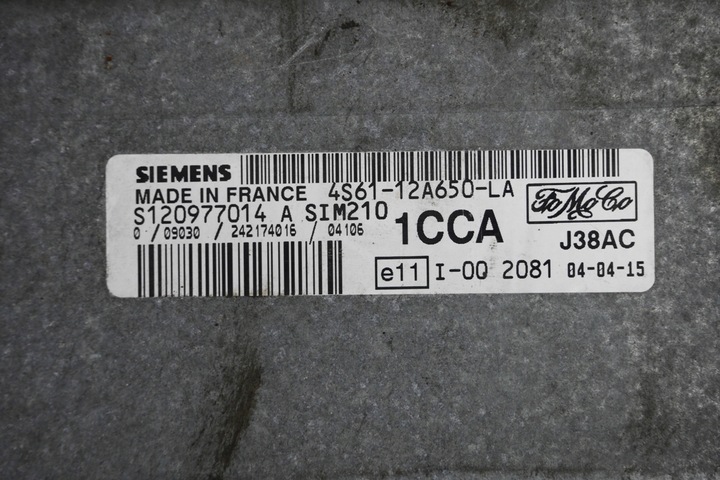 SIEMENS
MADE IN FRANCE 4S61-12A650-LA
S120977014 A SIM210
0 / 09030 / 242174016 / 04106
1CCA
FoMoCo
J38AC
e11 I-00 2081 04-04-15